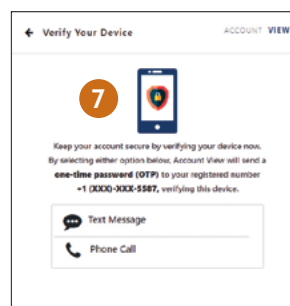 Verify Your Device
ACCOUNT VIEW
7
Keep your account secure by verifying your device now.
By selecting either option below, Account View will send a
one-time password (OTP) to your registered number
+1 (XXX)-XXX-5587, verifying this device.
Text Message
Phone Call